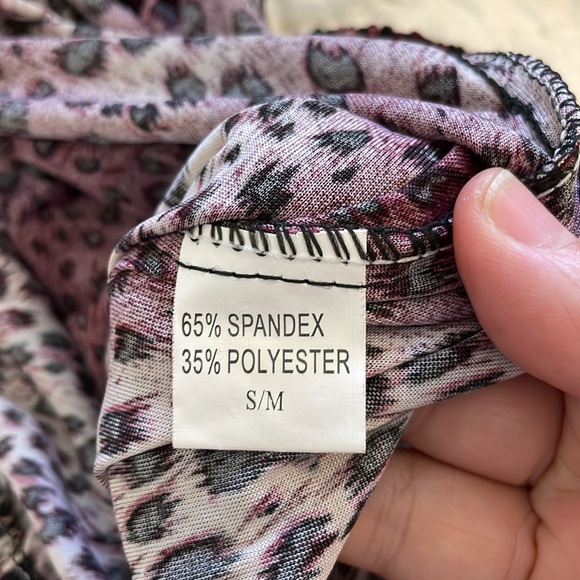 65% SPANDEX
35% POLYESTER
S/M